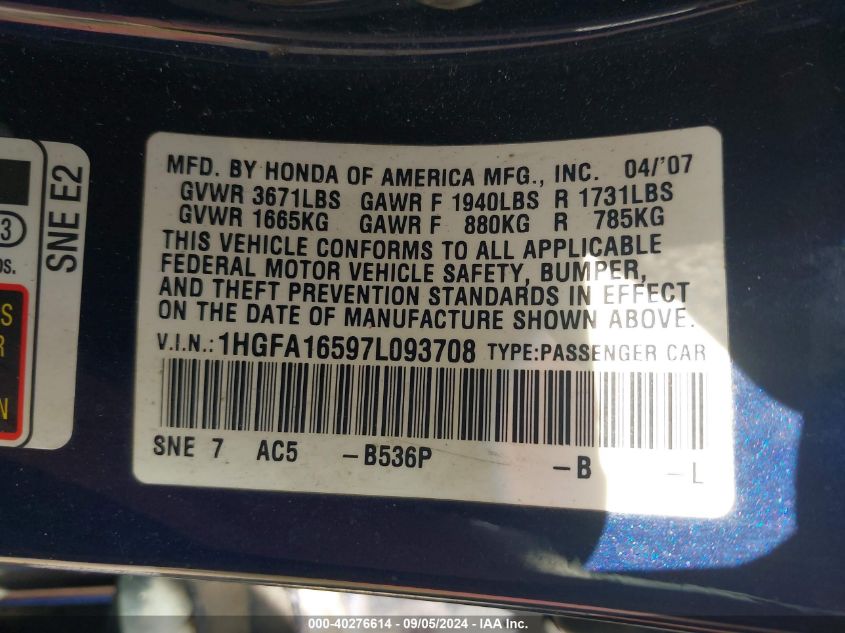 MFD. BY HONDA OF AMERICA MFG., INC. 04/'07
GVWR 3671LBS GAWR F 1940LBS R 1731LBS
GVWR 1665KG GAWR F 880KG R 785KG
THIS VEHICLE CONFORMS TO ALL APPLICABLE
FEDERAL MOTOR VEHICLE SAFETY, BUMPER,
AND THEFT PREVENTION STANDARDS IN EFFECT
ON THE DATE OF MANUFACTURE SHOWN ABOVE.
V.I.N.: 1HGFA16597L093708 TYPE:PASSENGER CAR
SNE 7 AC5 -B536P -B -L
SNE E2
3
OS.
S
R
N
000-40276614 - 09/05/2024 - IAA Inc.